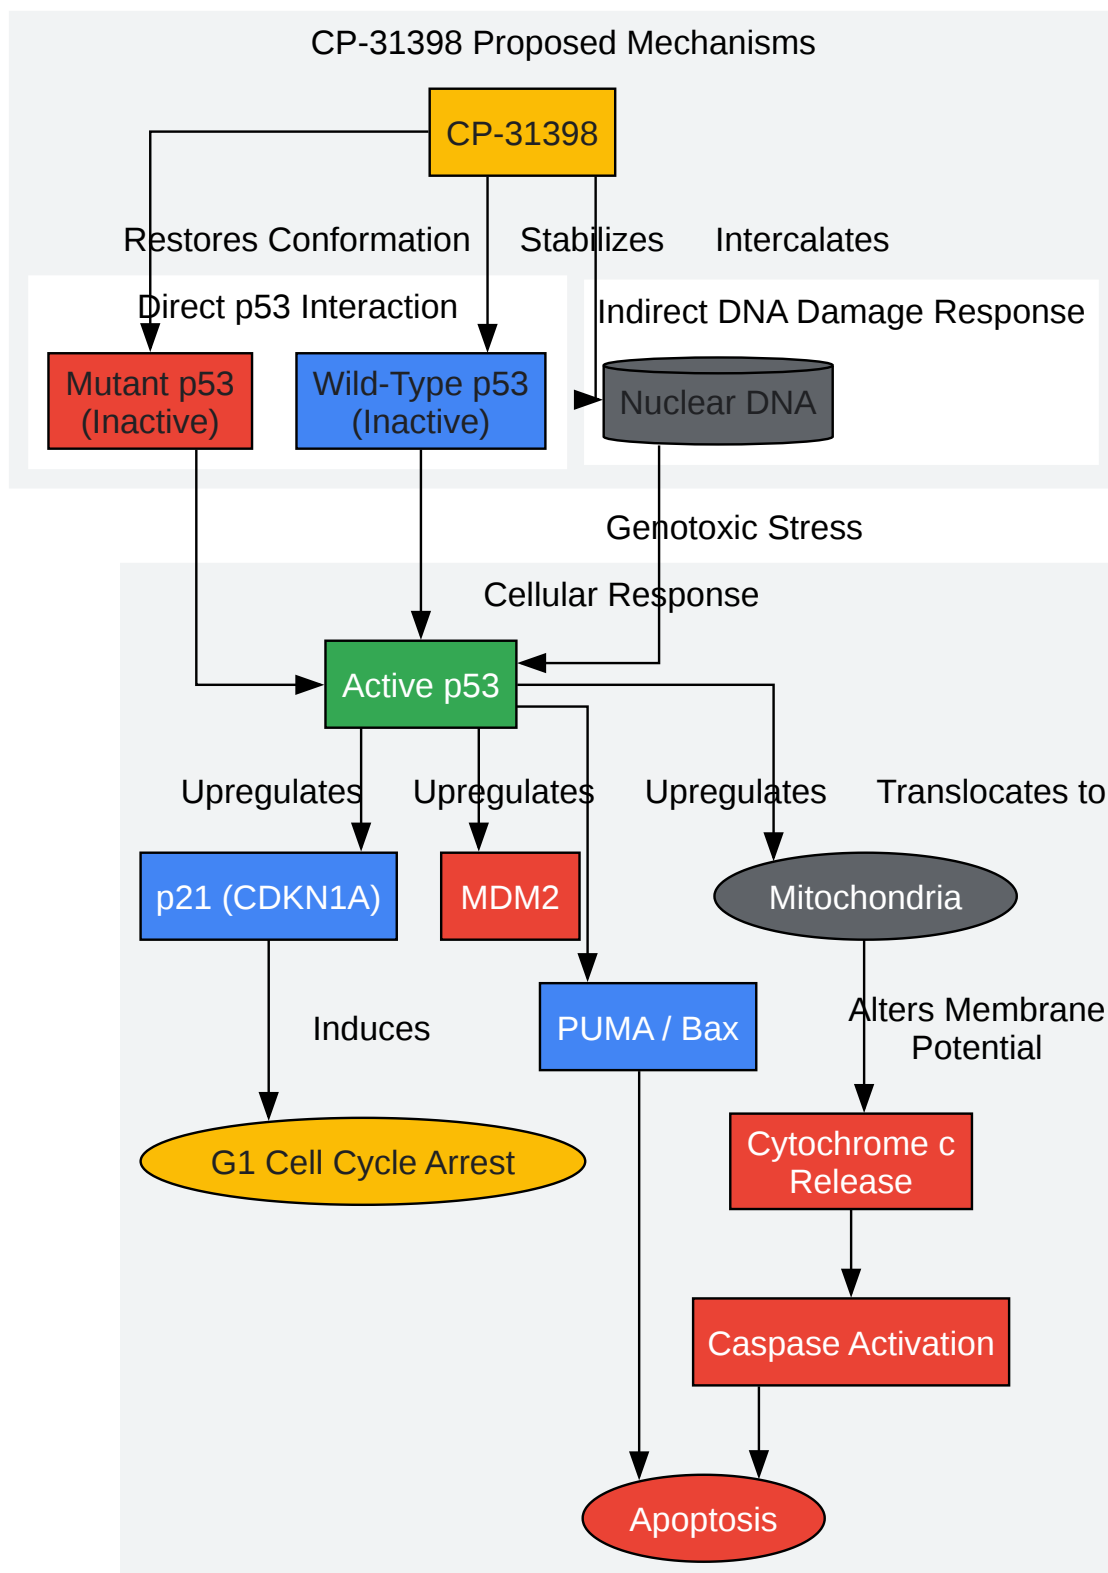 CP-31398 Proposed Mechanisms
CP-31398
Restores Conformation
Stabilizes
Intercalates
Direct p53 Interaction
Indirect DNA Damage Response
Mutant p53
(Inactive)
Wild-Type p53
(Inactive)
Nuclear DNA
Genotoxic Stress
Cellular Response
Active p53
Upregulates
Upregulates
Upregulates
Translocates to
p21 (CDKN1A)
MDM2
Mitochondria
PUMA / Bax
Induces
Alters Membrane
Potential
G1 Cell Cycle Arrest
Cytochrome c
Release
Caspase Activation
Apoptosis